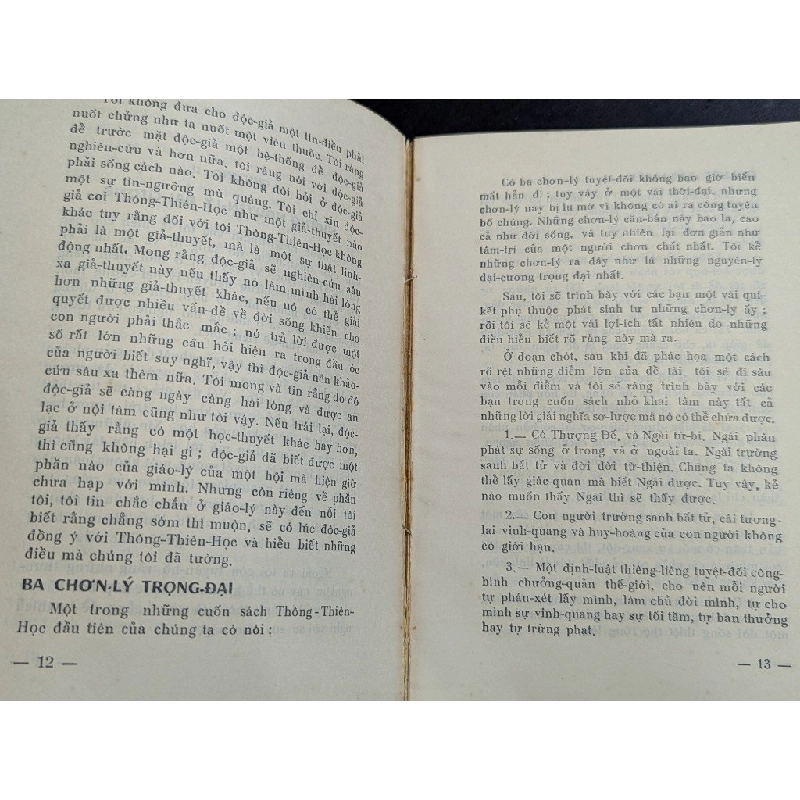 Tôi không đưa cho độc-giả một tín-điều phải
nuốt chửng như ta nuốt một viên thuốc. Tôi ráng
để trước mặt độc-giả một hệ-thống để độc-giả
nghiên-cứu và hơn nữa, tôi ráng nói với độc-giả
phải sống cách nào. Tôi không đòi hỏi ở độc-giả
một sự tin-ngưỡng mù quáng. Tôi chỉ xin độc-
giả coi Thông-Thiên-Học như một giả-thuyết
khác tuy rằng đối với tôi Thông-Thiên-Học không
phải là một giả-thuyết, mà là một sự thật linh-
động nhất. Mong rằng độc-giả sẽ nghiên cứu sâu
xa giả-thuyết này nếu thấy nó làm mình hài lòng
hơn những giả-thuyết khác, nếu nó có thể giải
quyết được nhiều vấn-đề về đời sống khiến cho
con người phải thắc mắc; nó trả lời được một
số rất lớn những câu hỏi hiện ra trong đầu óc
của người biết suy nghĩ, vậy thì độc-giả nên khảo-
cứu sâu xa thêm nữa. Tôi mong và tin rằng do đó
độc-giả sẽ càng ngày càng hài lòng và được an
lạc ở nội tâm cũng như tôi vậy. Nếu trái lại, độc-
giả thấy rằng có một học-thuyết khác hay hơn,
thì cũng không hại gì; độc-giả đã biết được một
phần nào của giáo-lý của một hội mà hiện giờ
chưa hạp với mình. Nhưng còn riêng về phần
tôi, tôi tin chắc chắn ở giáo-lý này đến nỗi tôi
biết rằng chẳng sớm thì muộn, sẽ có lúc độc-giả
đồng ý với Thông-Thiên-Học và hiểu biết những
điều mà chúng tôi đã tường.
BA CHƠN-LÝ TRỌNG-ĐẠI
Một trong những cuốn sách Thông-Thiên-
Học đầu tiên của chúng ta có nói:
— 12 —
Có ba chơn-lý tuyệt-đối không bao giờ biến
mất hẳn đi; tuy vậy ở một vài thời-đại, những
chơn-lý này bị lu mờ vì không có ai ra công tuyên
bố chúng. Những chơn-lý căn-bản này bao la, cao
cả như đời sống, và tuy nhiên lại đơn giản như
tâm-trí của một người chơn chất nhất. Tôi kể
những chơn-lý ra đây như là những nguyên-lý
đại-cương trọng đại nhất.
Sau, tôi sẽ trình bày với các bạn một vài qui-
kết phụ thuộc phát sinh từ những chơn-lý ấy;
rồi tôi sẽ kể một vài lợi-ích tất nhiên do những
điều hiểu biết rõ ràng này mà ra.
Ở đoạn chót, sau khi đã phác họa một cách
rõ rệt những điểm lớn của đề tài, tôi sẽ đi sâu
vào mỗi điểm và tôi sẽ ráng trình bày với các
bạn trong cuốn sách nhỏ khai tâm này tất cả
những lời giải nghĩa sơ-lược mà nó có thể chứa được.
1.— Có Thượng Đế, và Ngài từ-bi. Ngài phân
phát sự sống ở trong và ở ngoài ta. Ngài trường
sanh bất tử và đời đời từ-thiện. Chúng ta không
thể lấy giác quan mà biết Ngài được. Tuy vậy, kẻ
nào muốn thấy Ngài thì sẽ thấy được.
2.— Con người trường sanh bất tử, cái tương-
lai vinh-quang và huy-hoàng của con người không
có giới hạn.
3.— Một định-luật thiêng-liêng tuyệt-đối công-
bình chưởng-quản thế-giới, cho nên mỗi người
tự phán-xét lấy mình, làm chủ đời mình, tự cho
mình sự vinh-quang hay sự tối tăm, tự ban thưởng
hay tự trừng phạt.
— 13 —